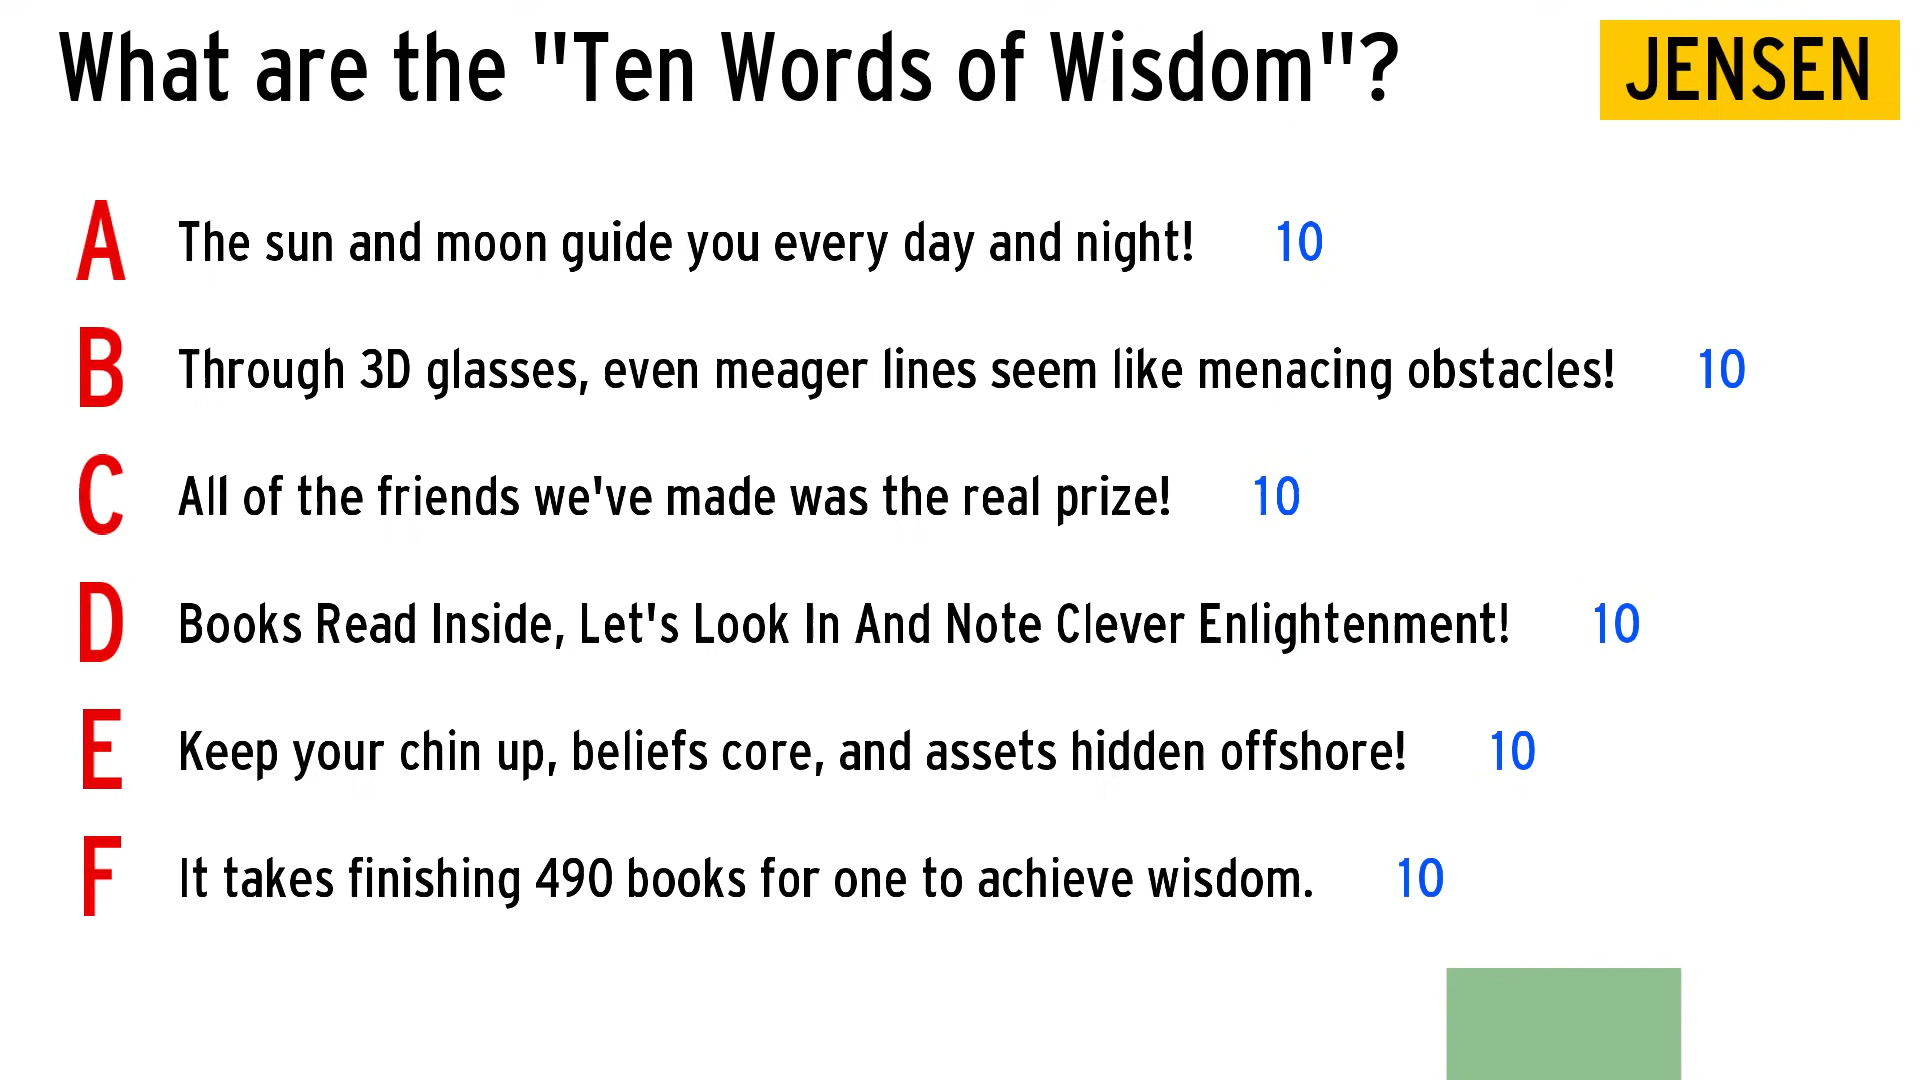 What are the "Ten Words of Wisdom"?
JENSEN
A The sun and moon guide you every day and night! 10
B Through 3D glasses, even meager lines seem like menacing obstacles! 10
C All of the friends we've made was the real prize! 10
D Books Read Inside, Let's Look In And Note Clever Enlightenment! 10
E Keep your chin up, beliefs core, and assets hidden offshore! 10
F It takes finishing 490 books for one to achieve wisdom. 10